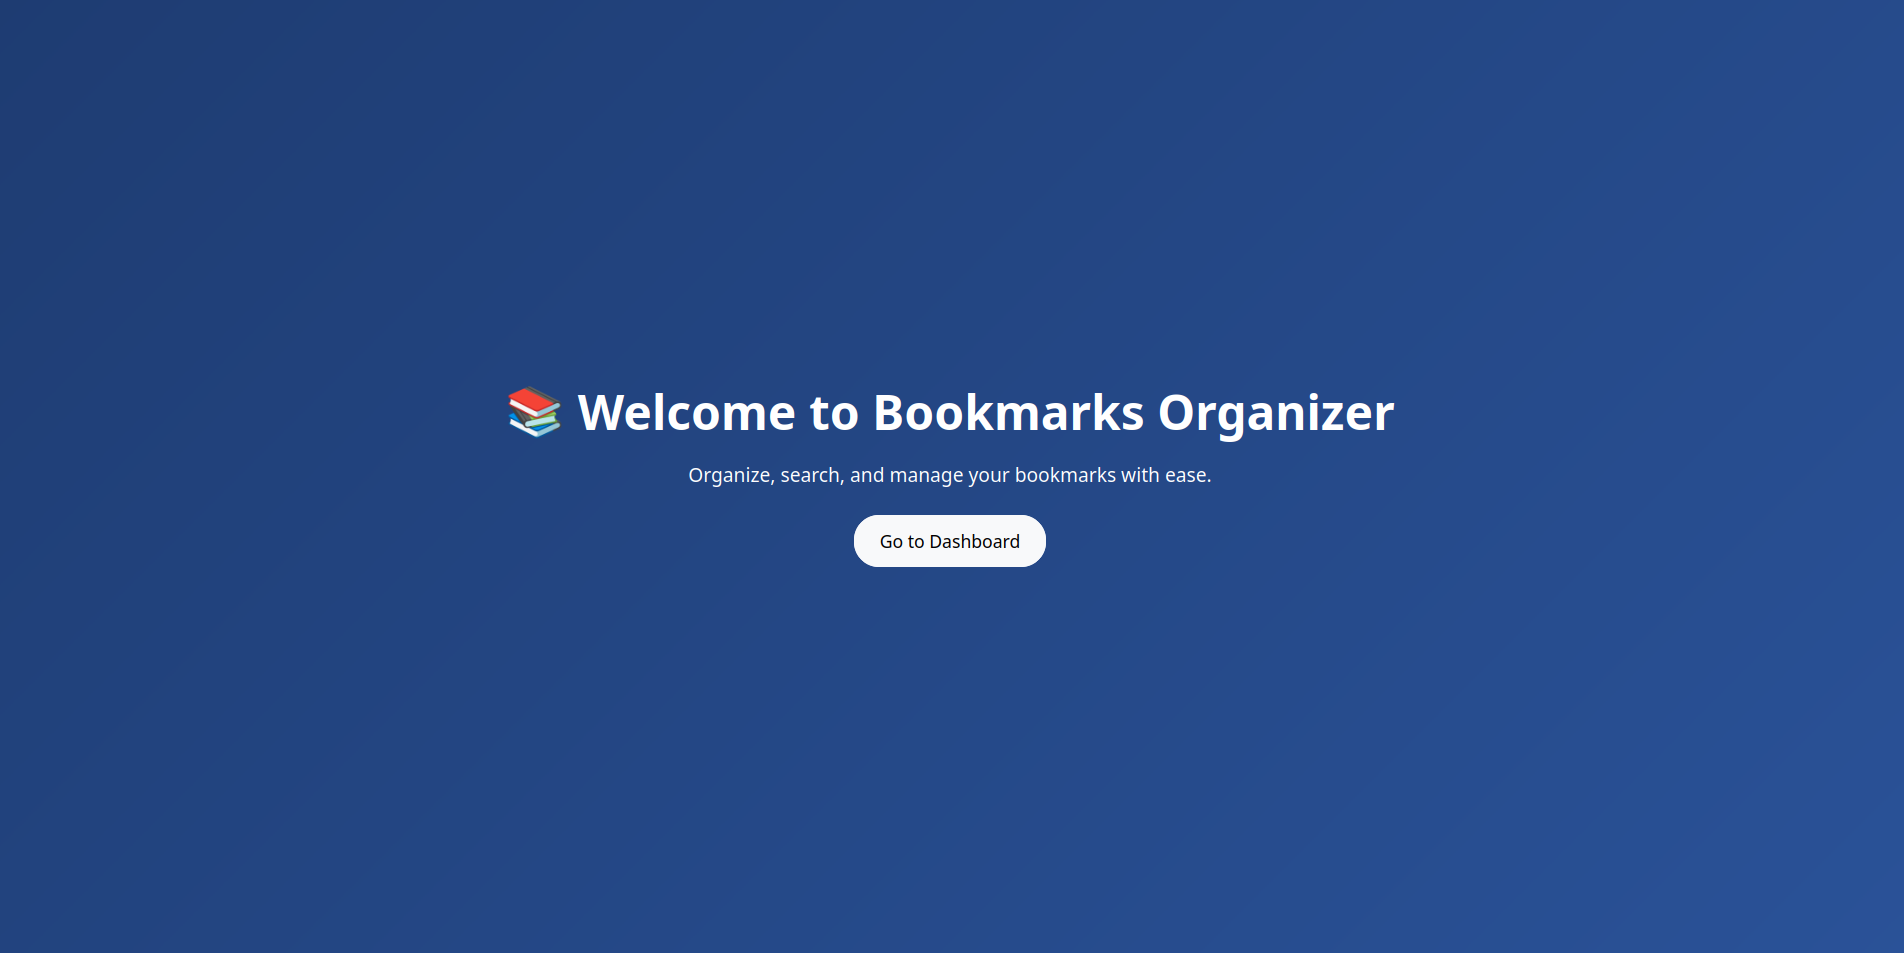 📚 Welcome to Bookmarks Organizer
Organize, search, and manage your bookmarks with ease.
Go to Dashboard